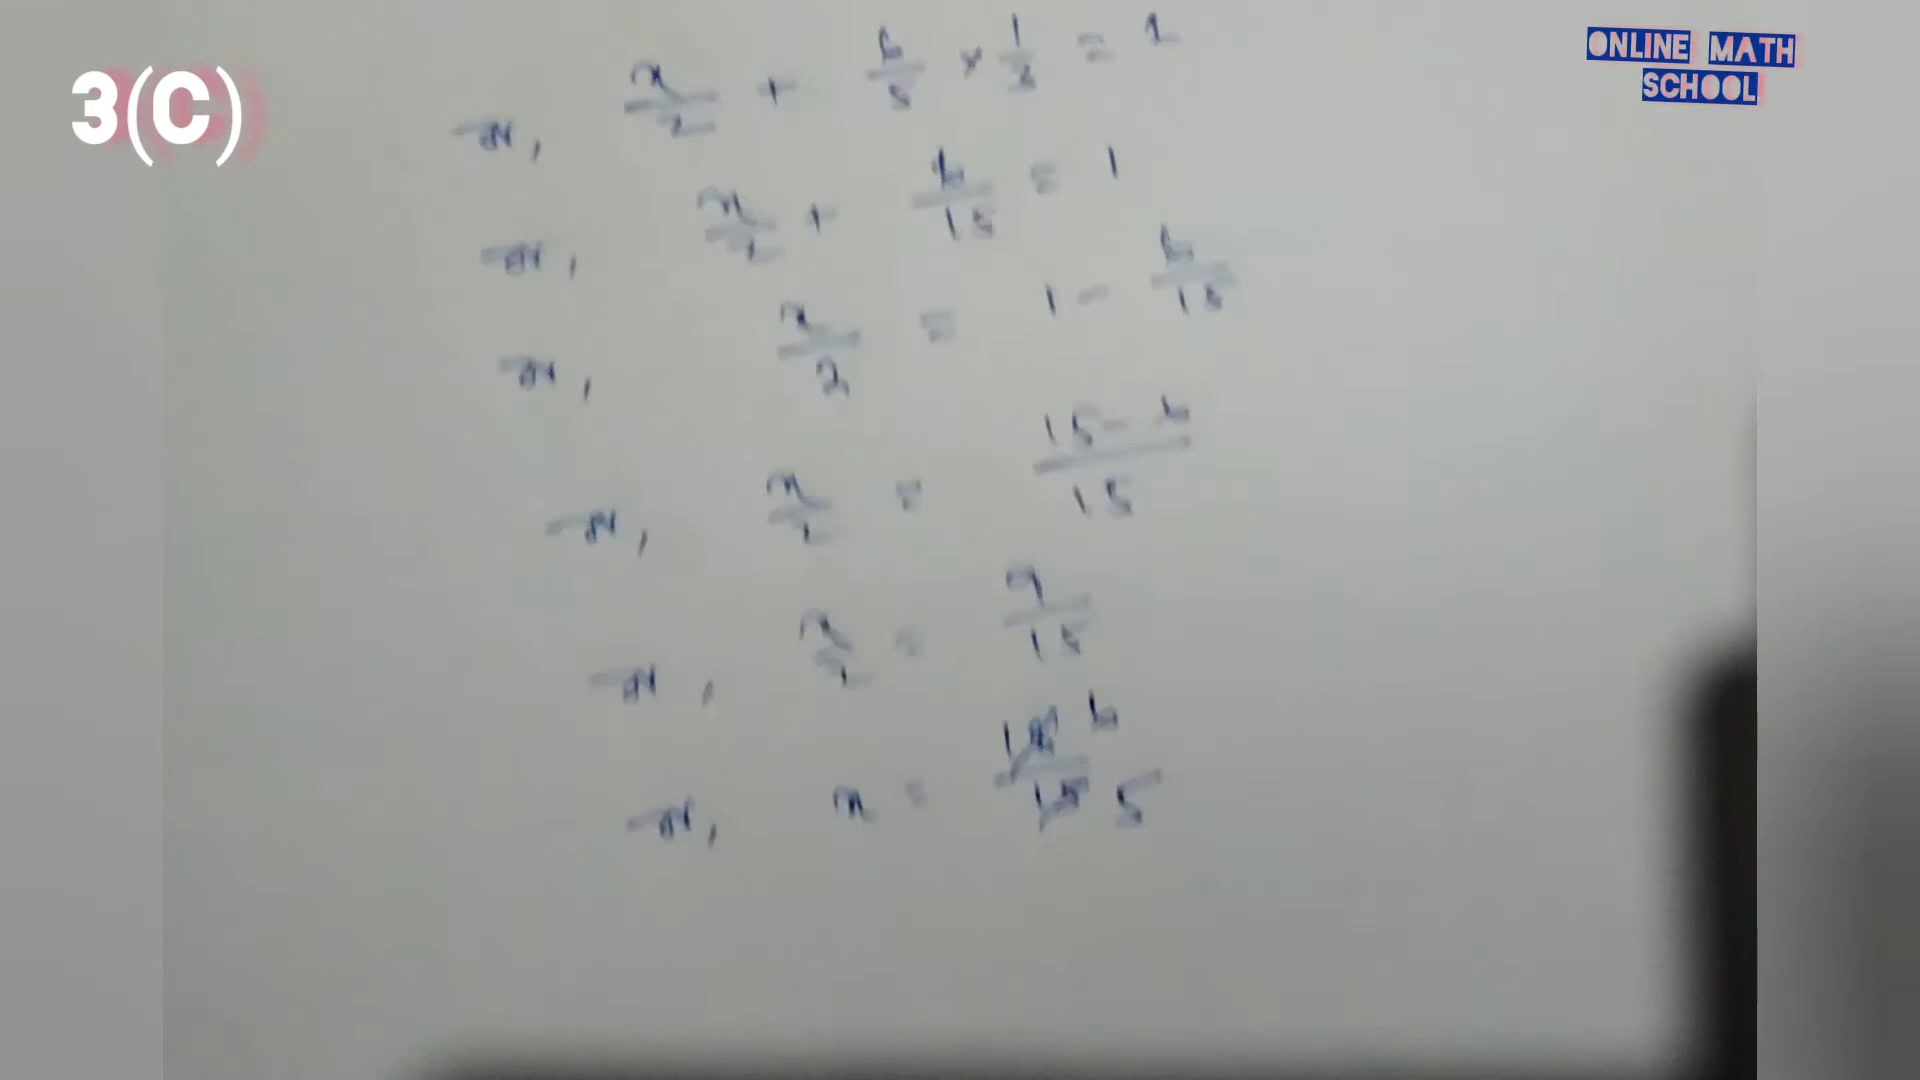 3(C)
ONLINE MATH
SCHOOL
বা, x/2 + 6/5 × 1/3 = 1
বা, x/2 + 6/15 = 1
বা, x/2 = 1 - 6/15
বা, x/2 = 15-6/15
বা, x/2 = 9/15
বা, x = 18 6/15 5